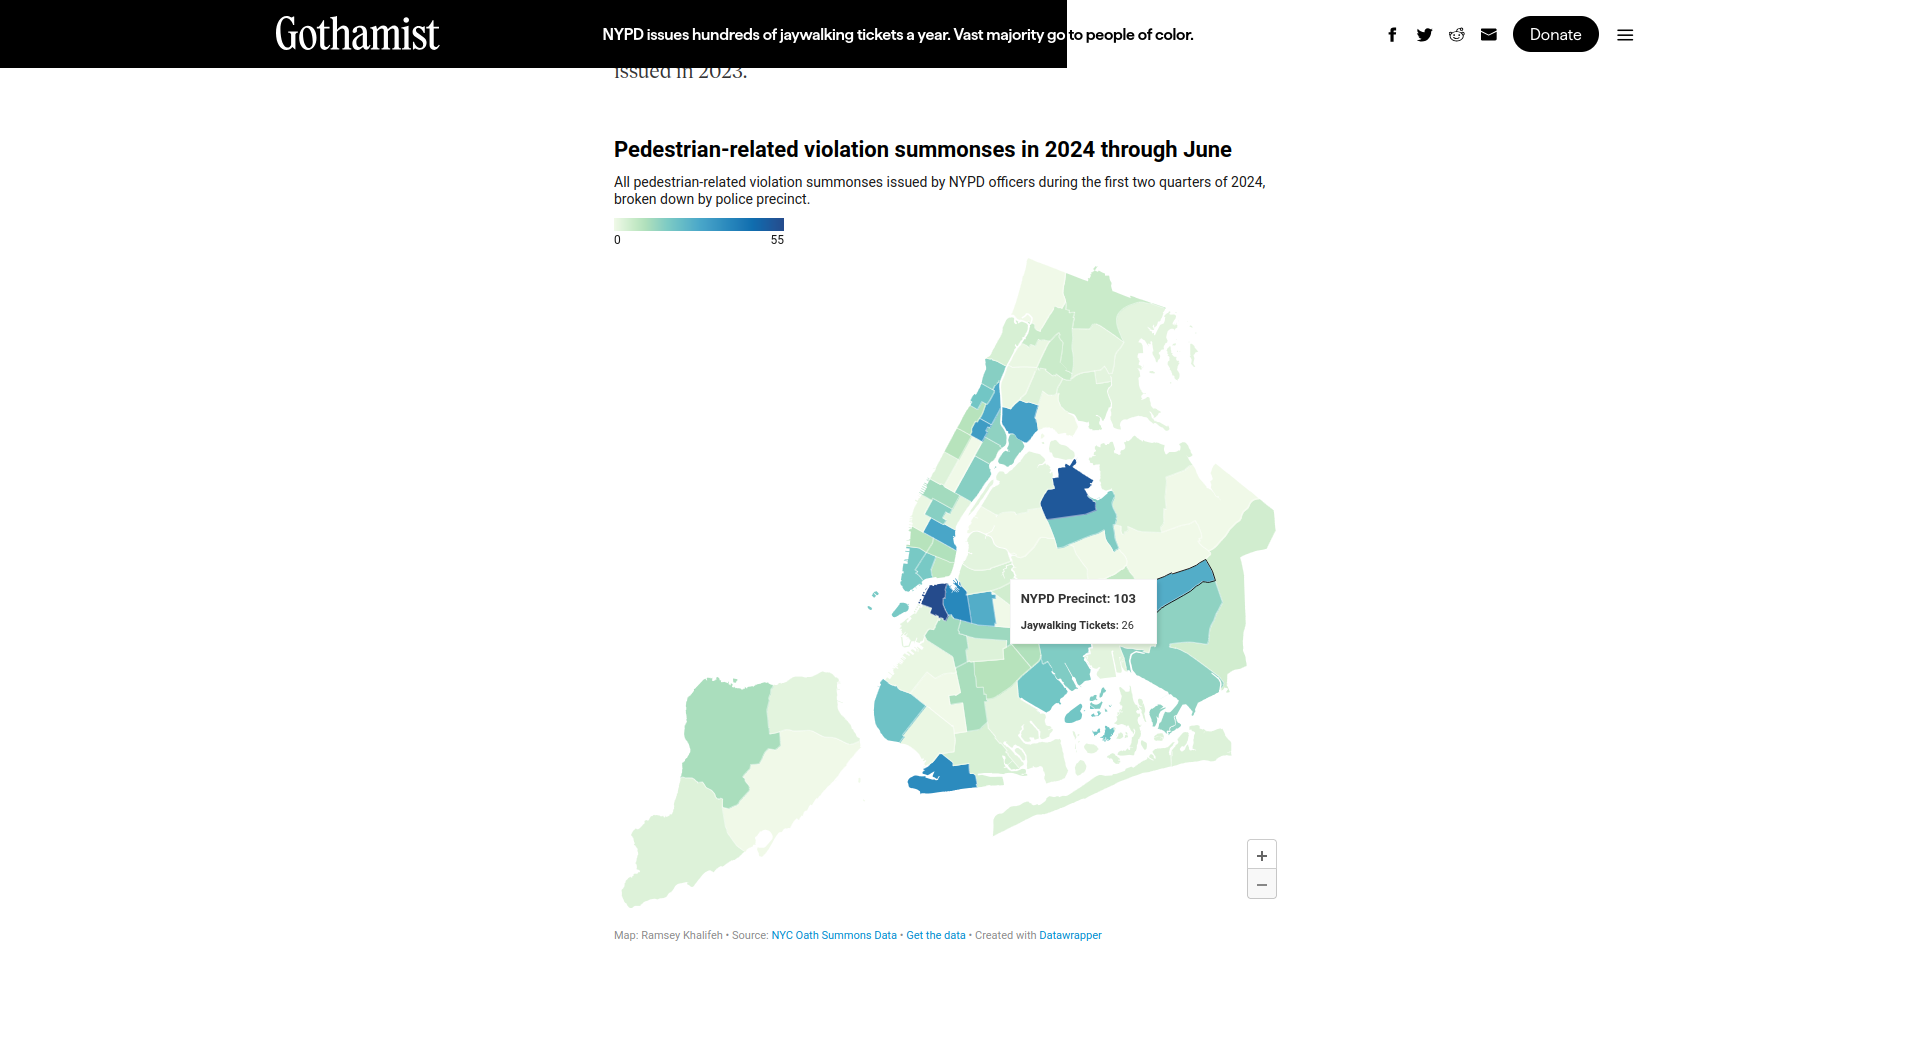 Gothamist
NYPD issues hundreds of jaywalking tickets a year. Vast majority go to people of color.
Donate
issued in 2023.
Pedestrian-related violation summonses in 2024 through June
All pedestrian-related violation summonses issued by NYPD officers during the first two quarters of 2024,
broken down by police precinct.
0 55
NYPD Precinct: 103
Jaywalking Tickets: 26
+
−
Map: Ramsey Khalifeh • Source: NYC Oath Summons Data • Get the data • Created with Datawrapper